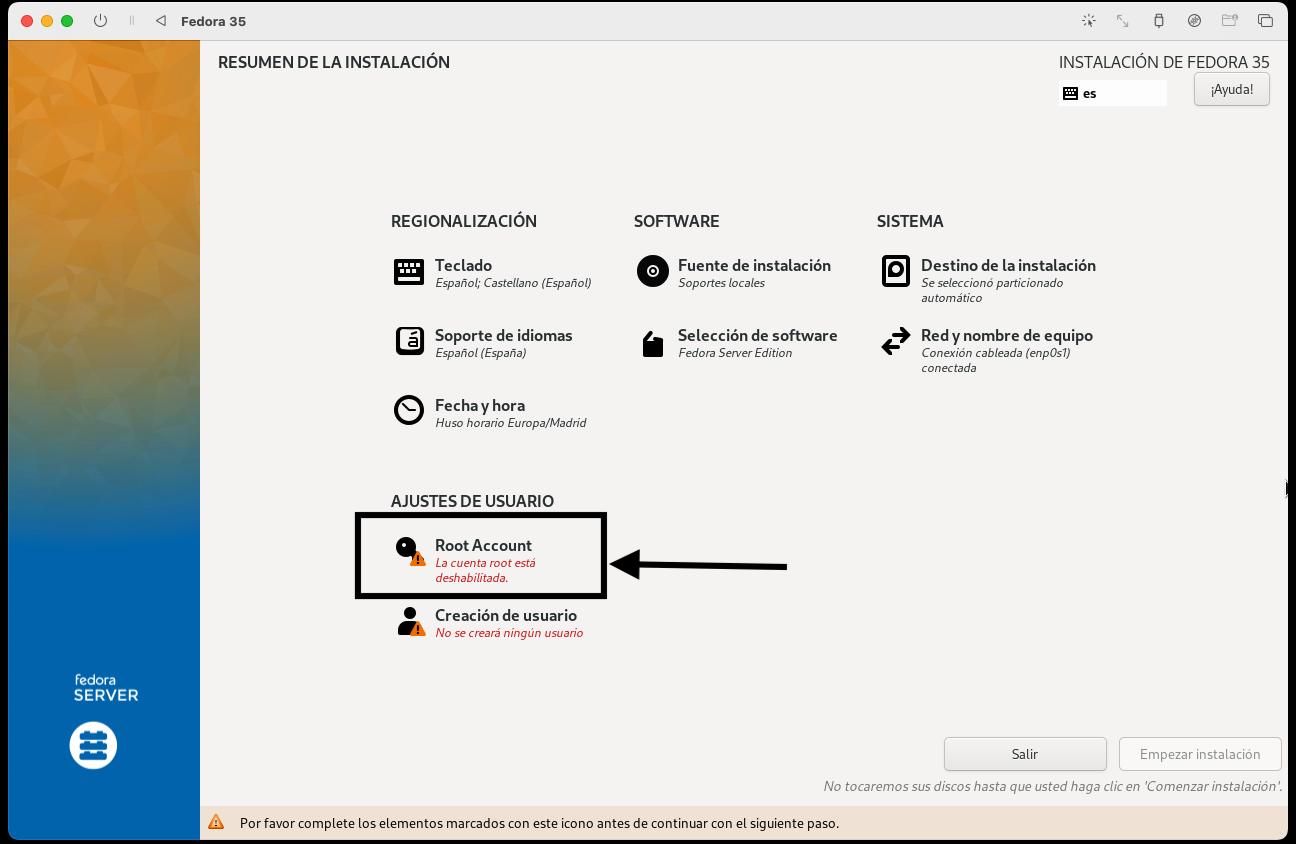 Fedora 35
RESUMEN DE LA INSTALACIÓN
INSTALACIÓN DE FEDORA 35
es
¡Ayuda!
REGIONALIZACIÓN
Teclado
Español; Castellano (Español)
Soporte de idiomas
Español (España)
Fecha y hora
Huso horario Europa/Madrid
SOFTWARE
Fuente de instalación
Soportes locales
Selección de software
Fedora Server Edition
SISTEMA
Destino de la instalación
Se seleccionó particionado
automático
Red y nombre de equipo
Conexión cableada (enp0s1)
conectada
AJUSTES DE USUARIO
Root Account
La cuenta root está
deshabilitada.
Creación de usuario
No se creará ningún usuario
fedora
SERVER
Salir
Empezar instalación
No tocaremos sus discos hasta que usted haga clic en 'Comenzar instalación'.
Por favor complete los elementos marcados con este icono antes de continuar con el siguiente paso.